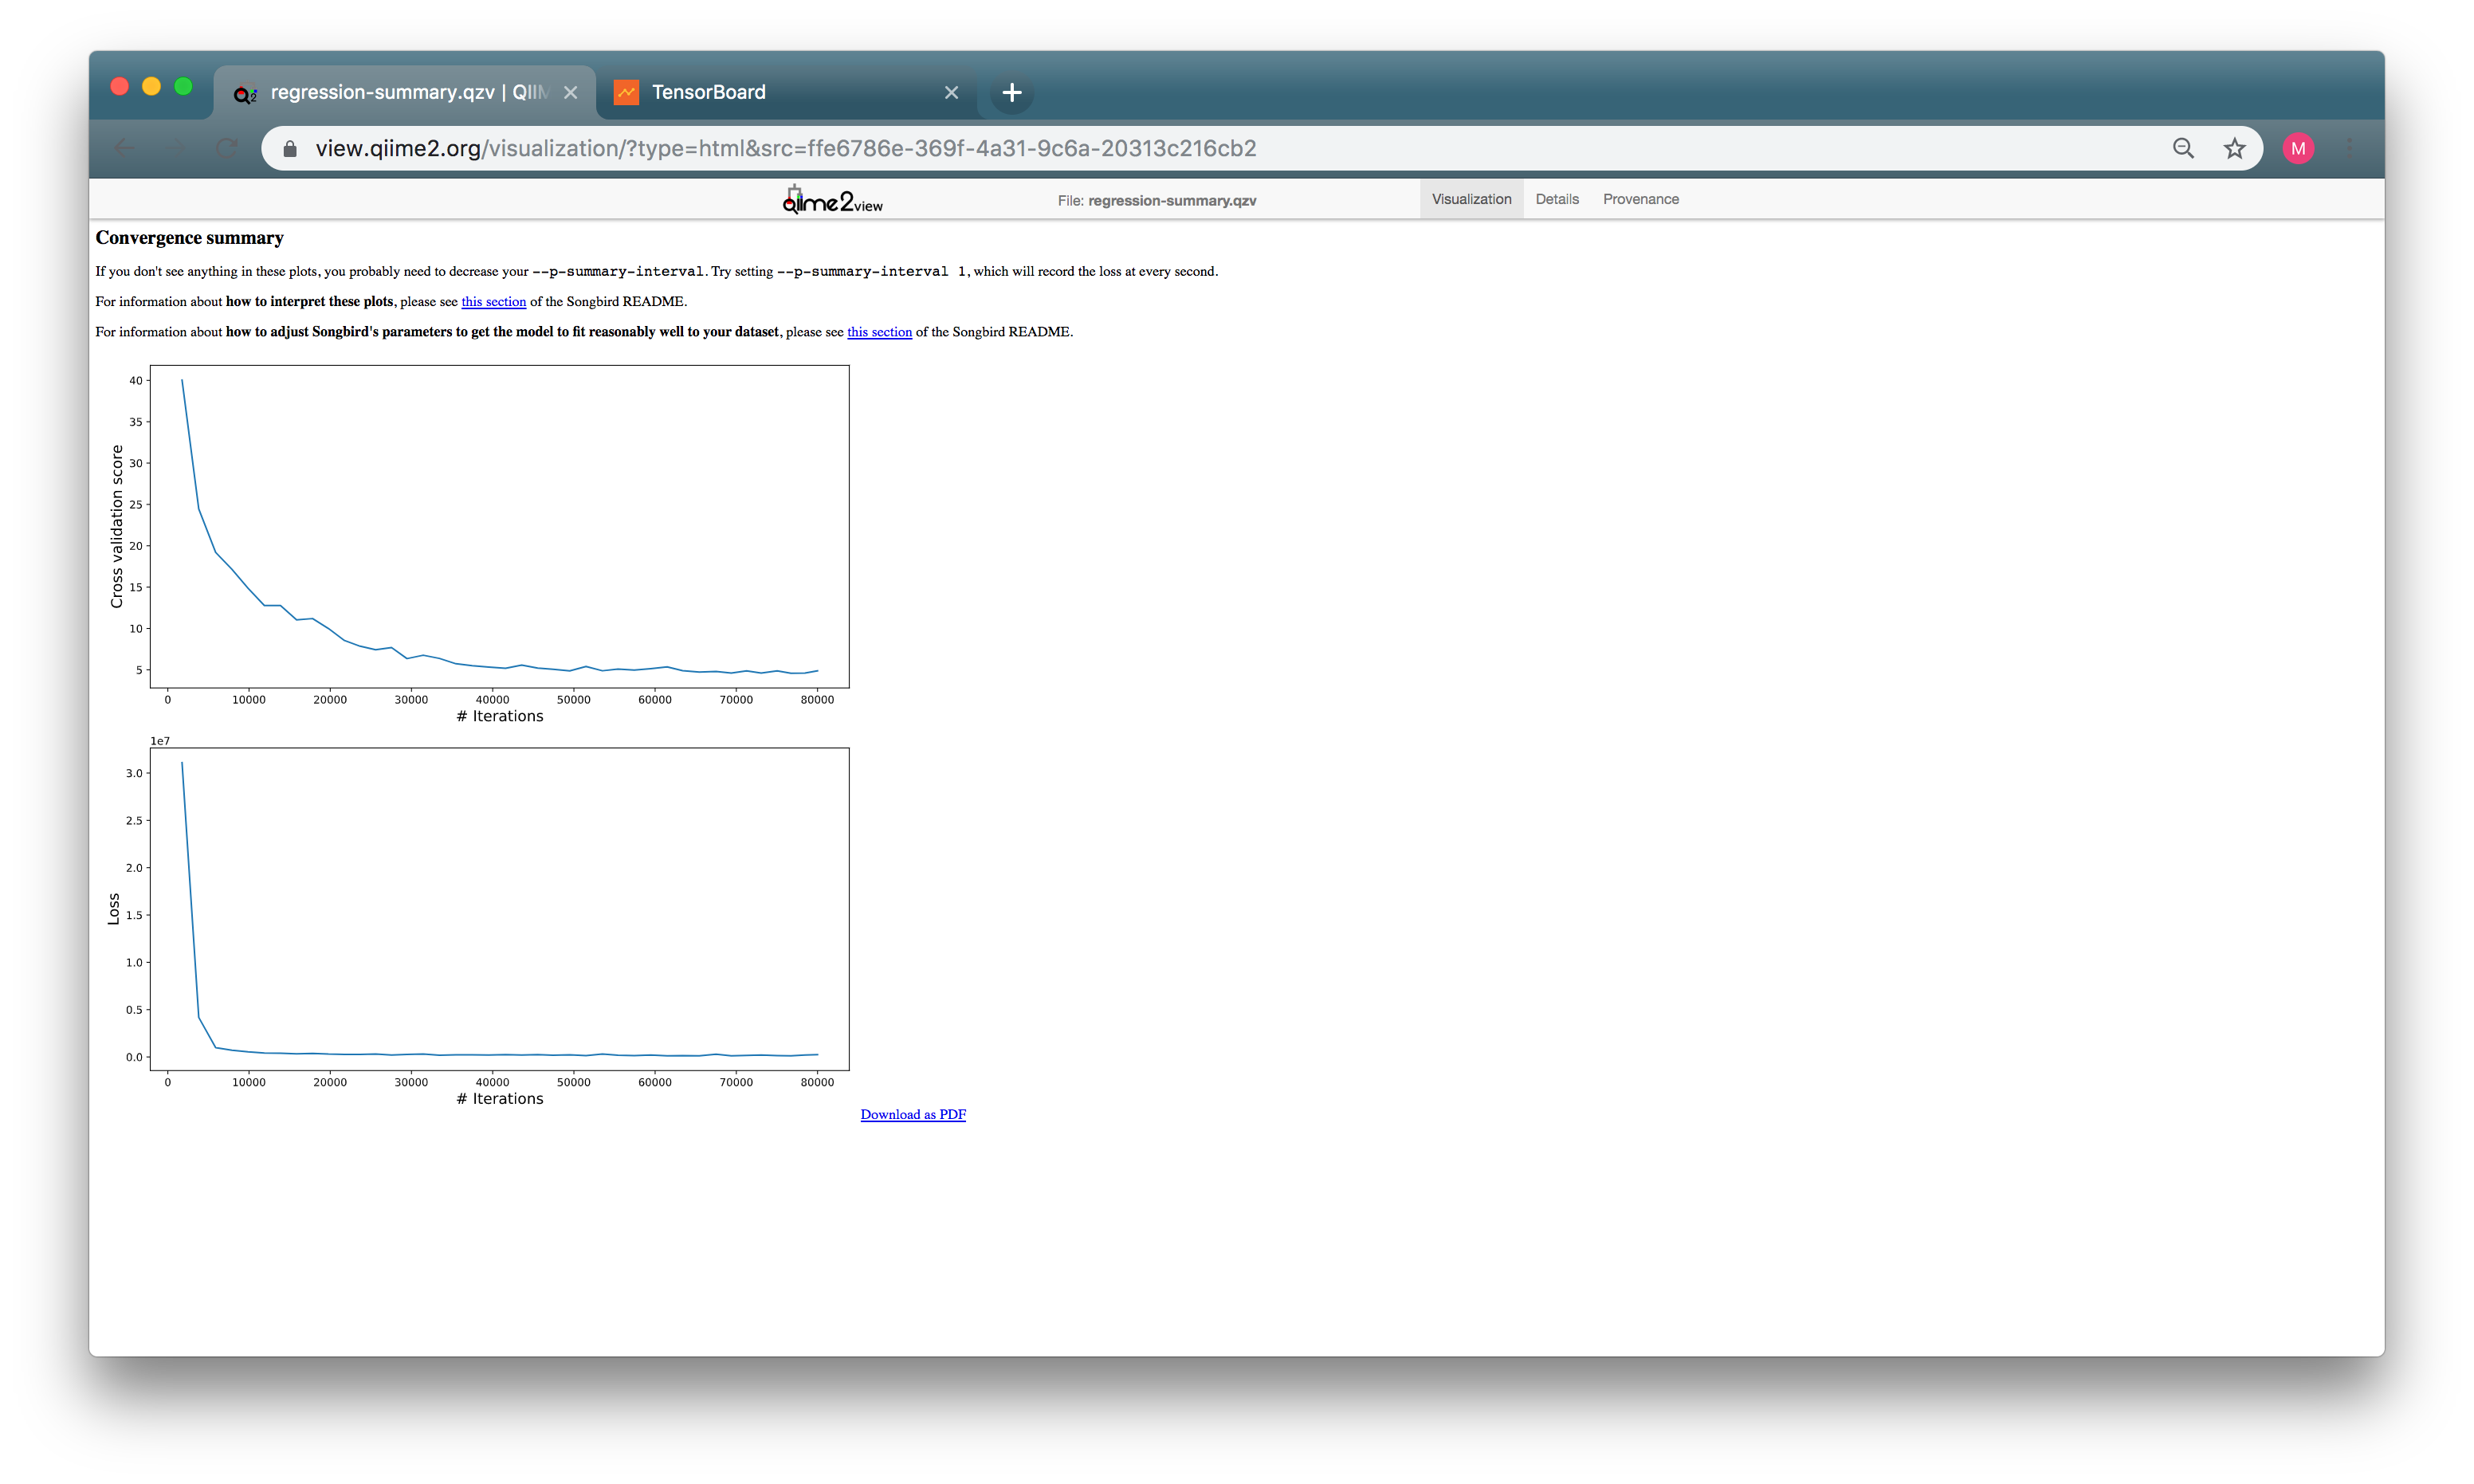 regression-summary.qzv | QIIM
TensorBoard
view.qiime2.org/visualization/?type=html&src=ffe6786e-369f-4a31-9c6a-20313c216cb2
M
qiime2view
File: regression-summary.qzv
Visualization
Details
Provenance
Convergence summary
If you don't see anything in these plots, you probably need to decrease your --p-summary-interval. Try setting --p-summary-interval 1, which will record the loss at every second.
For information about how to interpret these plots, please see this section of the Songbird README.
For information about how to adjust Songbird's parameters to get the model to fit reasonably well to your dataset, please see this section of the Songbird README.
Cross validation score
40
35
30
25
20
15
10
5
0 10000 20000 30000 40000 50000 60000 70000 80000
# Iterations
1e7
Loss
3.0
2.5
2.0
1.5
1.0
0.5
0.0
0 10000 20000 30000 40000 50000 60000 70000 80000
# Iterations
Download as PDF